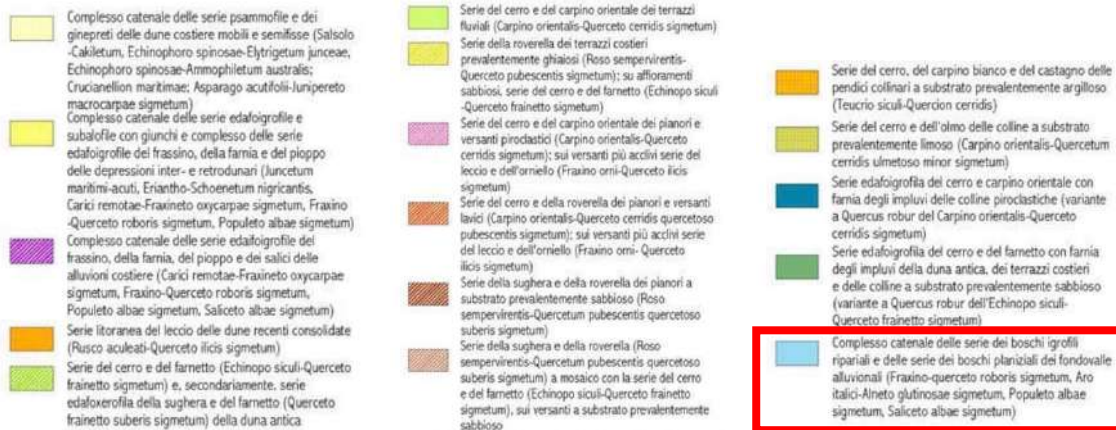 Complesso catenale delle serie psammofile e dei
ginepreti delle dune costiere mobili e semifisse (Salsolo
-Cakiletum, Echinophoro spinosae-Elytrigetum junceae,
Echinophoro spinosae-Ammophiletum australis;
Crucianellion maritimae; Asparago acutifolii-Junipereto
macrocarpae sigmetum)
Complesso catenale delle serie edafoigrofile e
subalofile con giunchi e complesso delle serie
edafoigrofile del frassino, della farnia e del pioppo
delle depressioni inter- e retrodunari (Juncetum
maritimi-acuti, Eriantho-Schoenetum nigricantis,
Carici remotae-Fraxineto oxycarpae sigmetum, Fraxino
-Querceto roboris sigmetum, Populeto albae sigmetum)
Complesso catenale delle serie edaifoigrofile del
frassino, della farnia, del pioppo e dei salici delle
alluvioni costiere (Carici remotae-Fraxineto oxycarpae
sigmetum, Fraxino-Querceto roboris sigmetum,
Populeto albae sigmetum, Saliceto albae sigmetum)
Serie litoranea del leccio delle dune recenti consolidate
(Rusco aculeati-Quercetio ilicis sigmetum)
Serie del cerro e del farnetto (Echinopo siculi-Querceto
frainetto sigmetum) e, secondariamente, serie
edafoxerofila della sughera e del farnetto (Querceto
frainetto suberis sigmetum) della duna antica
Serie del cerro e del carpino orientale dei terrazzi
fluviali (Carpino orientalis-Querceto cerridis sigmetum)
Serie della roverella dei terrazzi costieri
prevalentemente ghiaiosi (Roso sempervirentis-
Querceto pubescentis sigmetum); su affioramenti
sabbiosi, serie del cerro e del farnetto (Echinopo siculi
-Querceto frainetto sigmetum)
Serie del cerro e del carpino orientale dei pianori e
versanti piroclastici (Carpino orientalis-Querceto
cerridis sigmetum); sui versanti più acclivi serie del
leccio e dell'orniello (Fraxino orni-Querceto ilicis
sigmetum)
Serie del cerro e della roverella dei pianori e versanti
lavici (Carpino orientalis-Querceto cerridis quercetoso
pubescentis sigmetum); sui versanti più acclivi serie
del leccio e dell'orniello (Fraxino orni- Querceto
ilicis sigmetum)
Serie della sughera e della roverella dei pianori a
substrato prevalentemente sabbioso (Roso
sempervirentis-Quercetum pubescentis quercetoso
suberis sigmetum)
Serie della sughera e della roverella (Roso
sempervirentis-Quercetum pubescentis quercetoso
suberis sigmetum) a mosaico con la serie del cerro
e del farnetto (Echinopo siculi-Querceto frainetto
sigmetum), sui versanti a substrato prevalentemente
sabbioso
Serie del cerro, del carpino bianco e del castagno delle
pendici collinari a substrato prevalentemente argilloso
(Teucrio siculi-Quercion cerridis)
Serie del cerro e dell'olmo delle colline a substrato
prevalentemente limoso (Carpino orientalis-Quercetum
cerridis ulmetoso minor sigmetum)
Serie edafoigrofila del cerro e carpino orientale con
farnia degli impluvi delle colline piroclastiche (variante
a Quercus robur del Carpino orientalis-Querceto
cerridis sigmetum)
Serie edafoigrofila del cerro e del farnetto con farnia
degli impluvi della duna antica, dei terrazzi costieri
e delle colline a substrato prevalentemente sabbioso
(variante a Quercus robur dell'Echinopo siculi-
Querceto frainetto sigmetum)
Complesso catenale delle serie dei boschi igrofili
ripariali e delle serie dei boschi planiziali dei fondovalle
alluvionali (Fraxino-querceto roboris sigmetum, Aro
italici-Alneto glutinosae sigmetum, Populeto albae
sigmetum, Saliceto albae sigmetum)